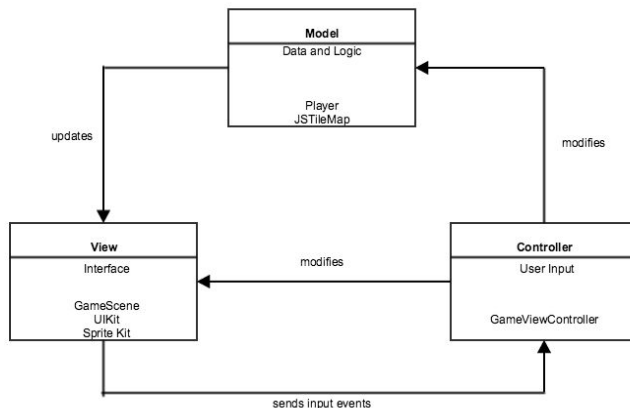 Model
Data and Logic
Player
JSTileMap
updates
modifies
View
Interface
GameScene
UIKit
Sprite Kit
modifies
Controller
User Input
GameViewController
sends input events